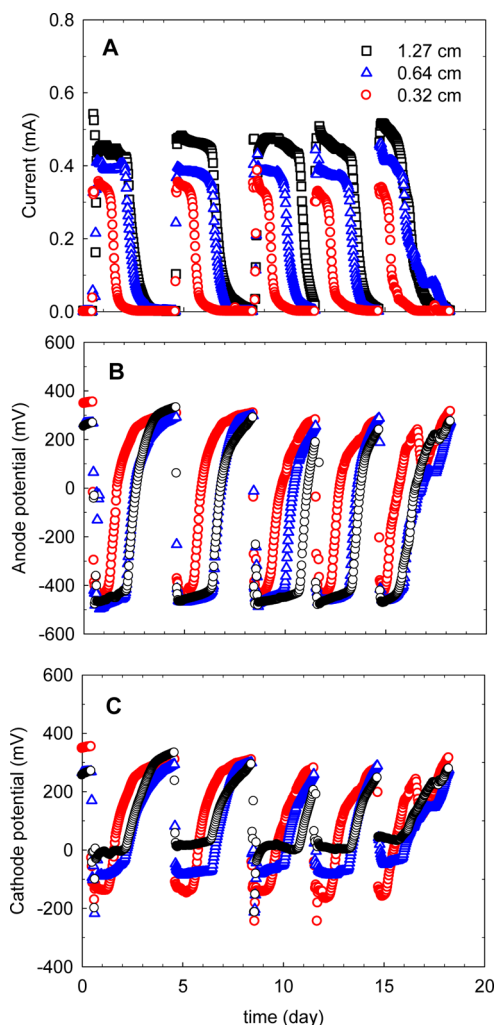 A
1.27 cm
0.64 cm
0.32 cm
Current (mA)
0.8
0.6
0.4
0.2
0.0
B
Anode potential (mV)
600
400
200
0
-200
-400
-600
C
Cathode potential (mV)
600
400
200
0
-200
-400
0 5 10 15 20
time (day)